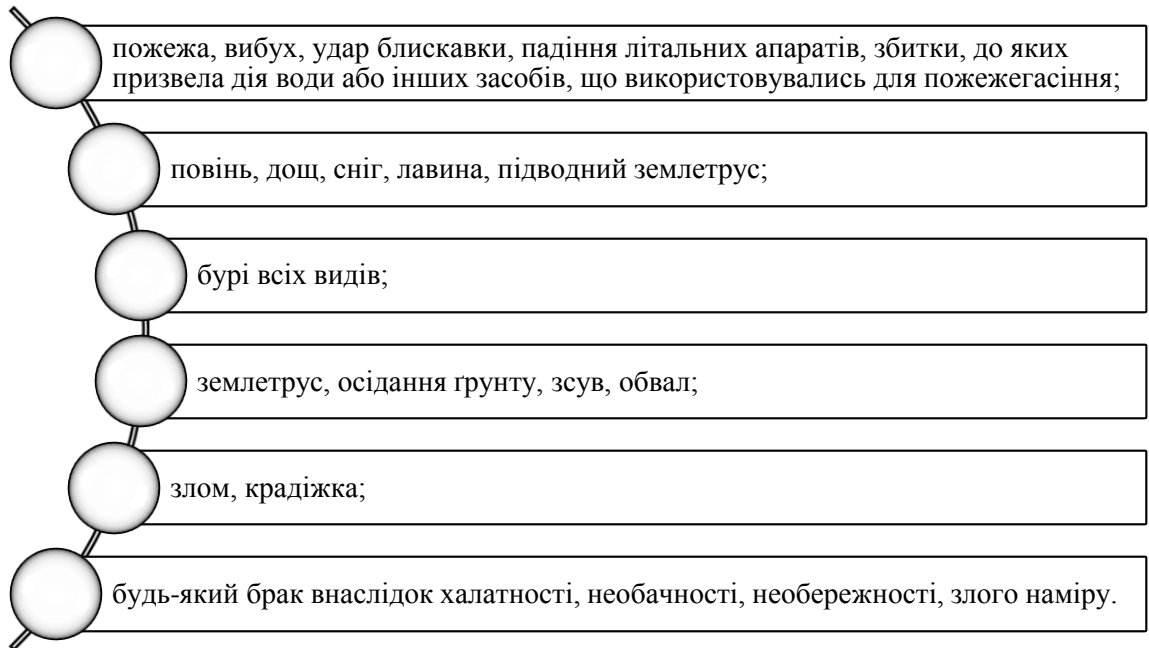 пожежа, вибух, удар блискавки, падіння літальних апаратів, збитки, до яких
призвела дія води або інших засобів, що використовувались для пожежегасіння;
повінь, дощ, сніг, лавина, підводний землетрус;
бурі всіх видів;
землетрус, осідання ґрунту, зсув, обвал;
злом, крадіжка;
будь-який брак внаслідок халатності, необачності, необережності, злого наміру.